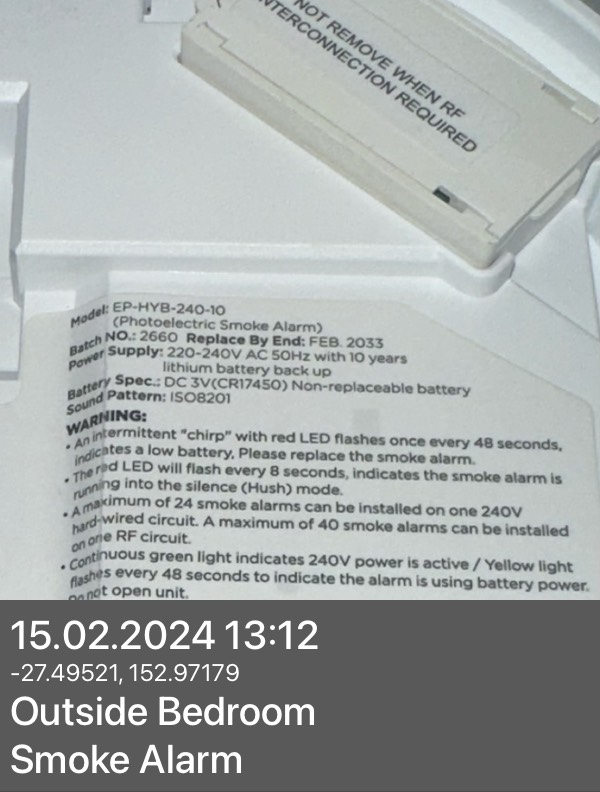 NOT REMOVE WHEN RF
INTERCONNECTION REQUIRED
Model: EP-HYB-240-10
(Photoelectric Smoke Alarm)
Batch NO.: 2660 Replace By End: FEB. 2033
Power Supply: 220-240V AC 50Hz with 10 years
lithium battery back up
Battery Spec.: DC 3V(CR17450) Non-replaceable battery
Sound Pattern: ISO8201
WARNING:
• An intermittent "chirp" with red LED flashes once every 48 seconds,
indicates a low battery, Please replace the smoke alarm.
• The red LED will flash every 8 seconds, indicates the smoke alarm is
running into the silence (Hush) mode.
• A maximum of 24 smoke alarms can be installed on one 240V
hard-wired circuit. A maximum of 40 smoke alarms can be installed
on one RF circuit.
• Continuous green light indicates 240V power is active / Yellow light
flashes every 48 seconds to indicate the alarm is using battery power.
Do not open unit.
15.02.2024 13:12
-27.49521, 152.97179
Outside Bedroom
Smoke Alarm